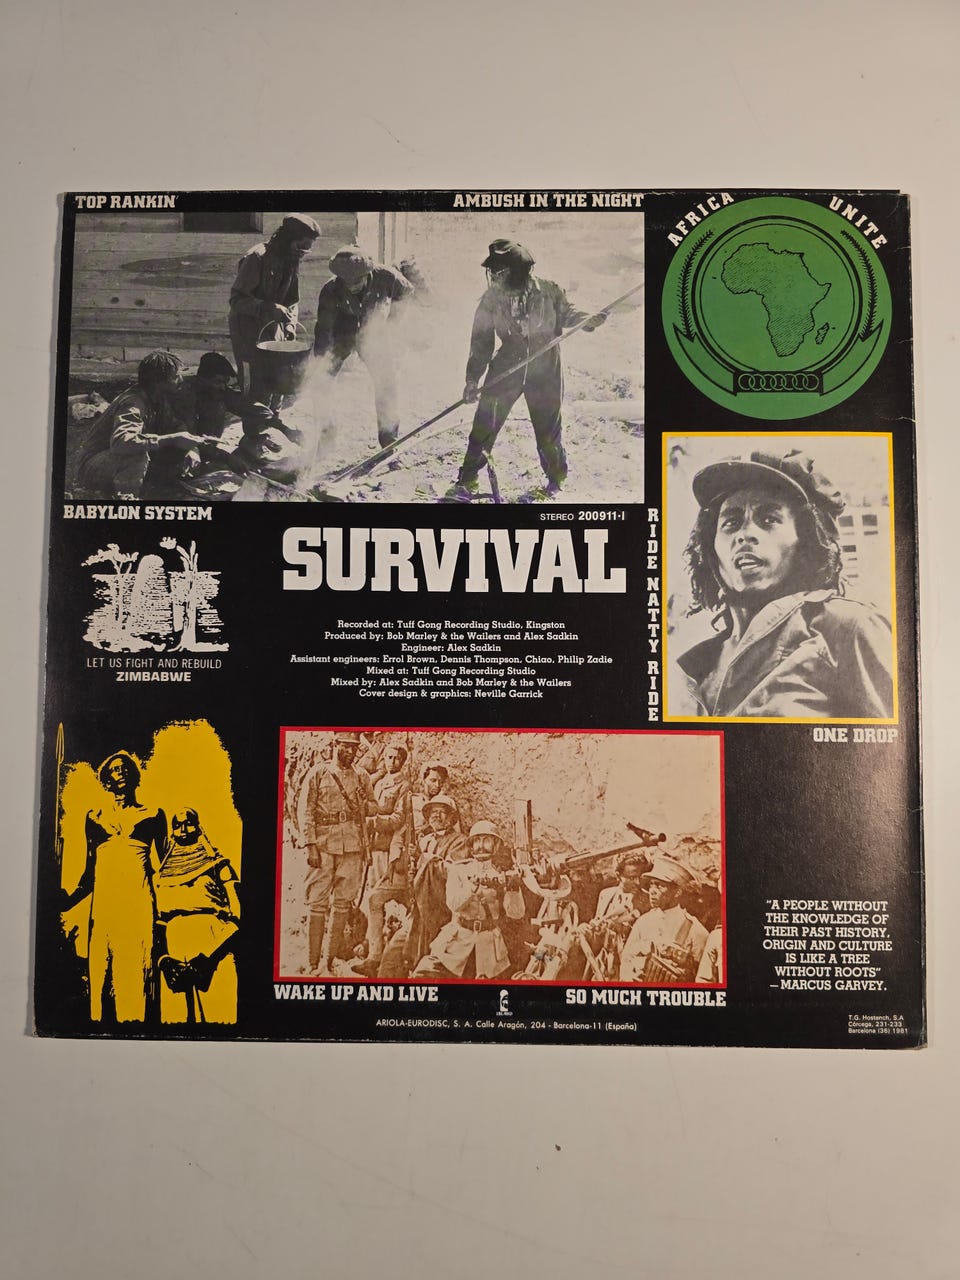 TOP RANKIN'
AMBUSH IN THE NIGHT
AFRICA UNITE
BABYLON SYSTEM
STEREO 200911-I
SURVIVAL
RIDE NATTY RIDE
LET US FIGHT AND REBUILD
ZIMBABWE
Recorded at: Tuff Gong Recording Studio, Kingston
Produced by: Bob Marley & the Wailers and Alex Sadkin
Engineer: Alex Sadkin
Assistant engineers: Errol Brown, Dennis Thompson, Chiao, Philip Zadie
Mixed at: Tuff Gong Recording Studio
Mixed by: Alex Sadkin and Bob Marley & the Wailers
Cover design & graphics: Neville Garrick
ONE DROP
"A PEOPLE WITHOUT
THE KNOWLEDGE OF
THEIR PAST HISTORY,
ORIGIN AND CULTURE
IS LIKE A TREE
WITHOUT ROOTS"
— MARCUS GARVEY.
WAKE UP AND LIVE
ISLAND
SO MUCH TROUBLE
ARIOLA-EURODISC, S. A. Calle Aragón, 204 - Barcelona-11 (España)
T.G. Hostench, S.A
Córcega, 231-233
Barcelona (36) 1981